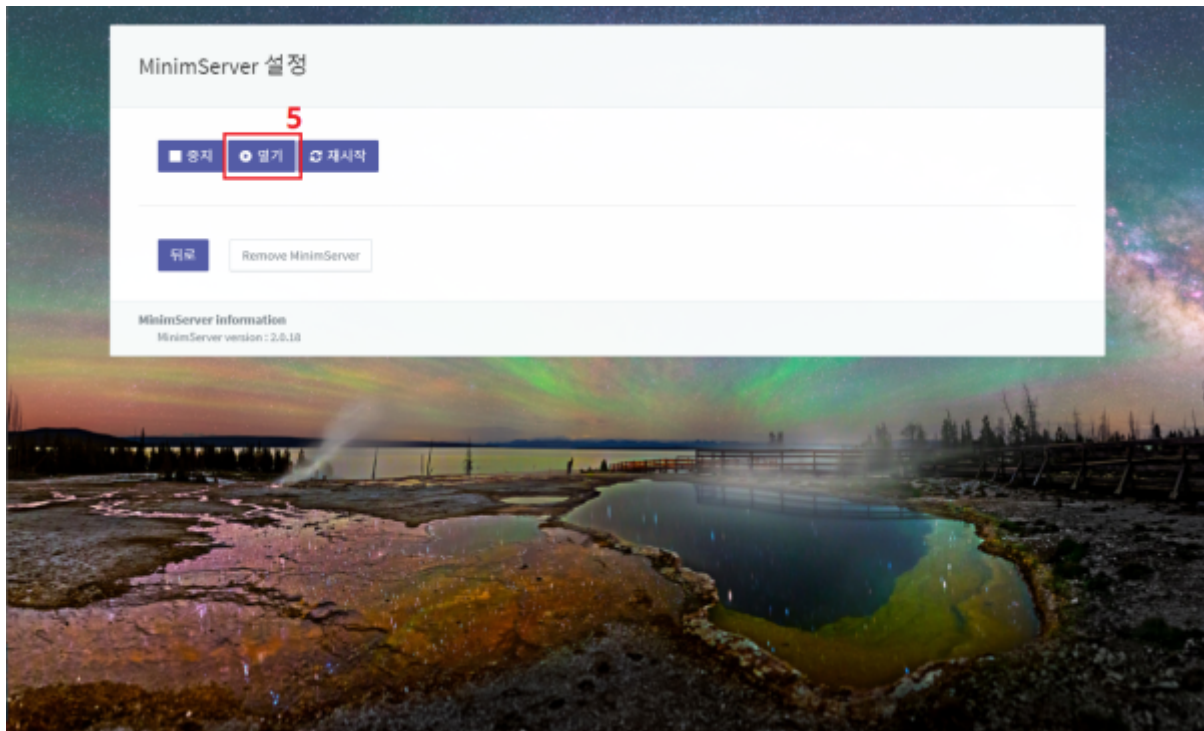 MinimServer 설정
5
중지 열기 재시작
뒤로 Remove MinimServer
MinimServer information
MinimServer version : 2.0.18